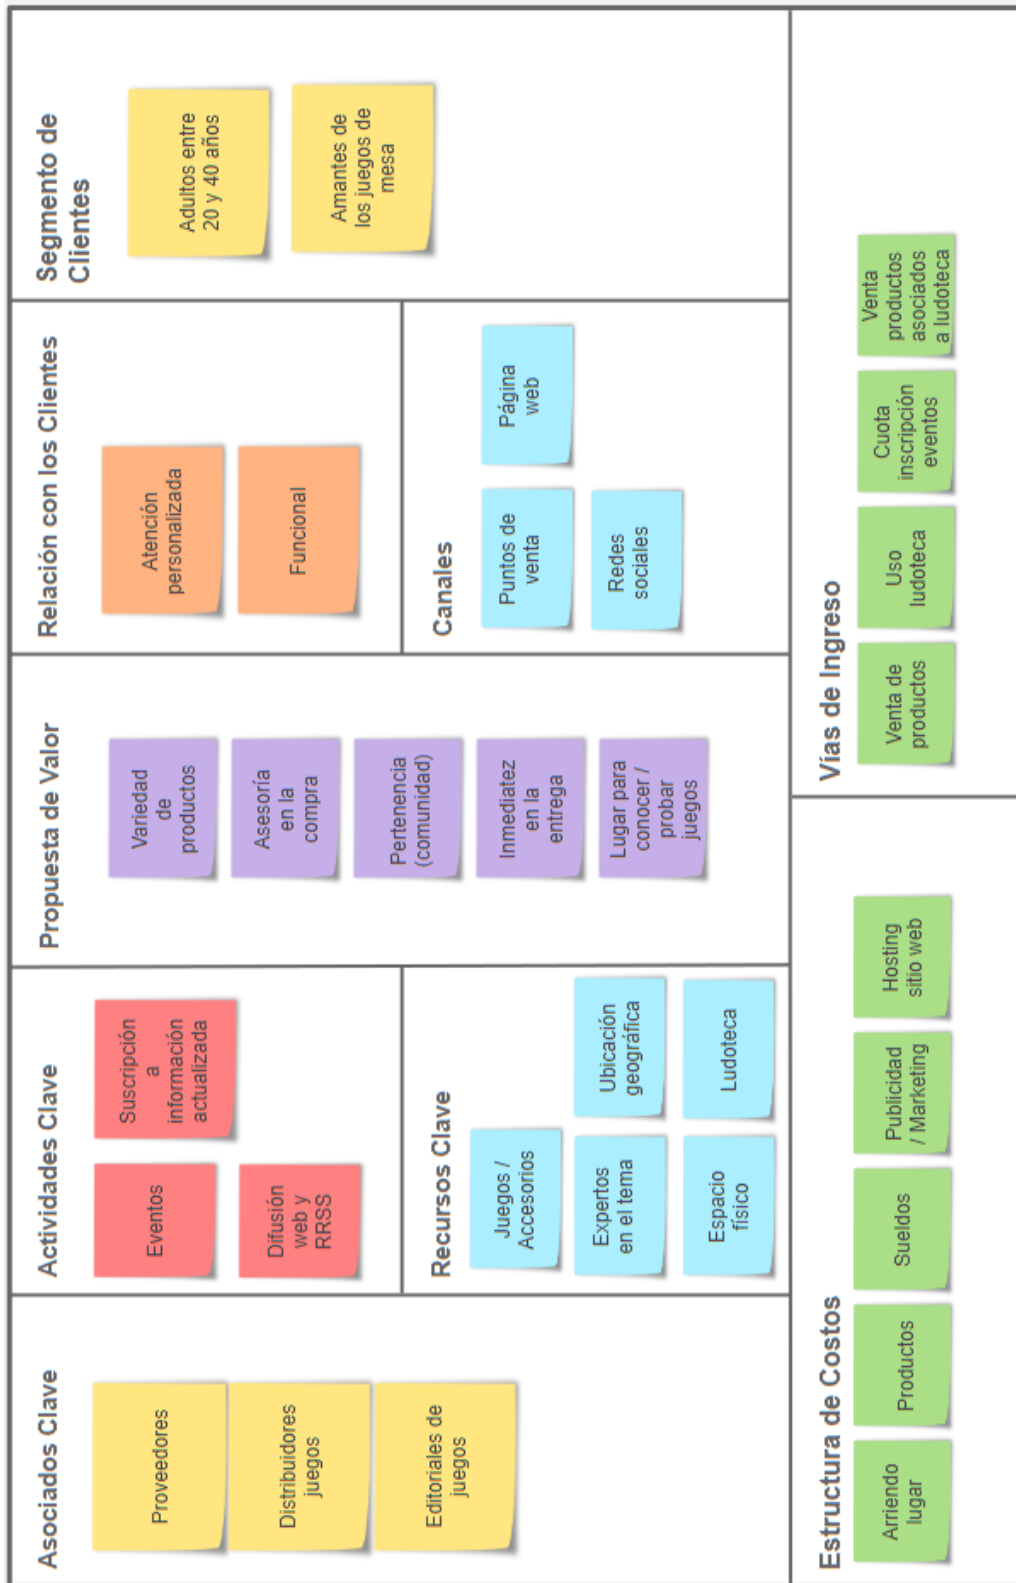 Asociados Clave
Proveedores
Distribuidores
juegos
Editoriales de
juegos
Actividades Clave
Eventos
Suscripción
a
información
actualizada
Difusión
web y
RRSS
Recursos Clave
Juegos /
Accesorios
Expertos
en el tema
Ubicación
geográfica
Espacio
físico
Ludoteca
Propuesta de Valor
Variedad
de
productos
Asesoría
en la
compra
Pertenencia
(comunidad)
Inmediatez
en la
entrega
Lugar para
conocer /
probar
juegos
Relación con los Clientes
Atención
personalizada
Funcional
Canales
Puntos de
venta
Página
web
Redes
sociales
Segmento de
Clientes
Adultos entre
20 y 40 años
Amantes de
los juegos de
mesa
Estructura de Costos
Arriendo
lugar
Productos
Sueldos
Publicidad
/ Marketing
Hosting
sitio web
Vías de Ingreso
Venta de
productos
Uso
ludoteca
Cuota
inscripción
eventos
Venta
productos
asociados
a ludoteca